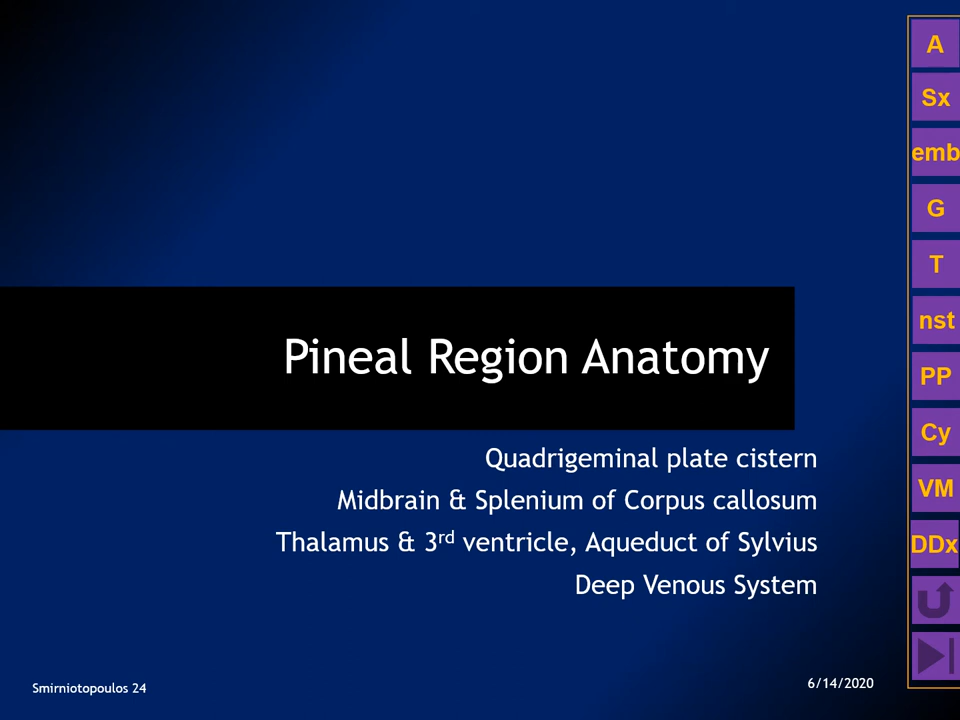 Pineal Region Anatomy
Quadrigeminal plate cistern
Midbrain & Splenium of Corpus callosum
Thalamus & 3rd ventricle, Aqueduct of Sylvius
Deep Venous System
Smirniotopoulos 24
6/14/2020
A
Sx
emb
G
T
nst
PP
Cy
VM
DDx